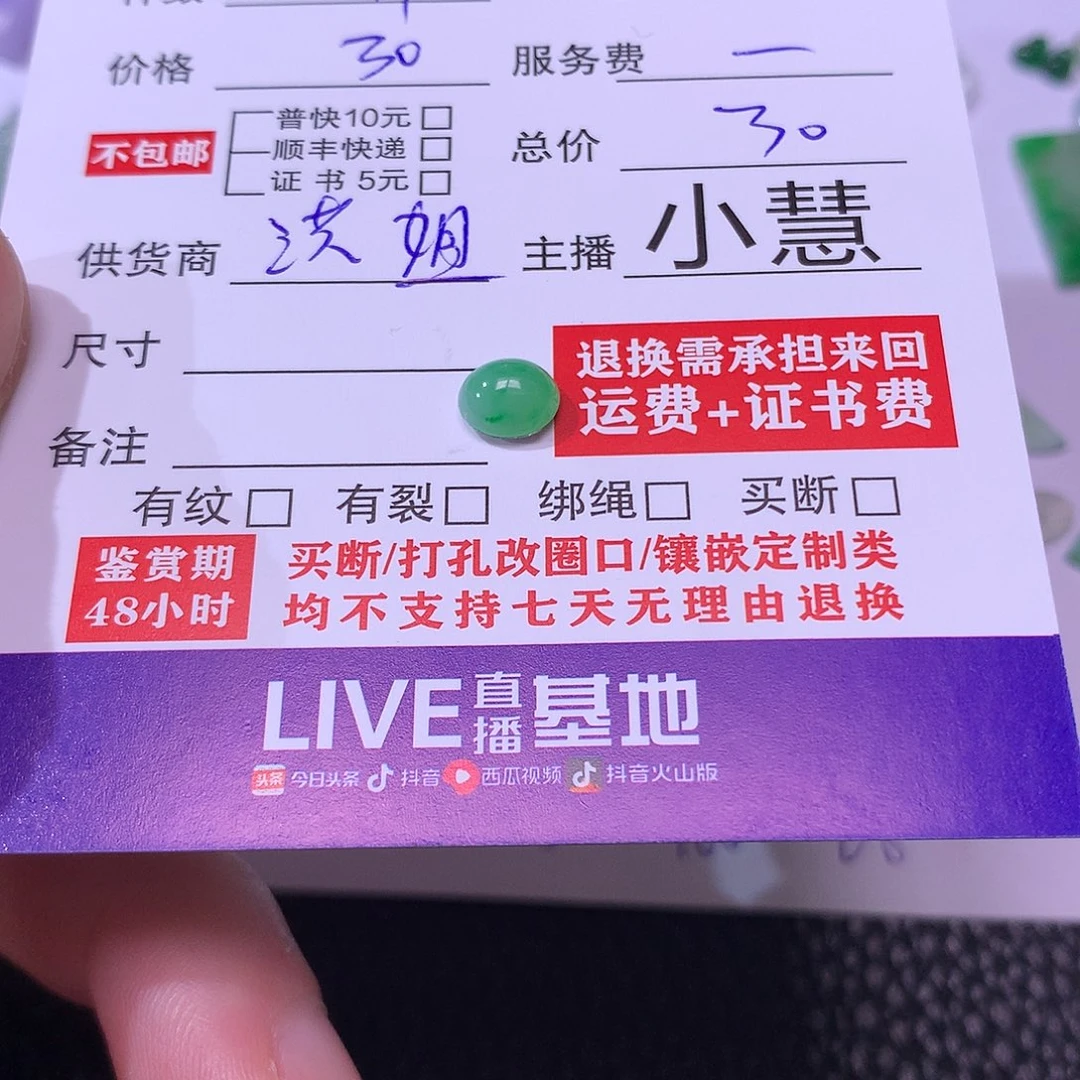 价格 30 服务费 一
普快10元
不包邮 顺丰快递 总价 30
证书 5元
供货商 洪姐 主播 小慧
尺寸
退换需承担来回
运费+证书费
备注
有纹 有裂 绑绳 买断
鉴赏期 买断/打孔改圈口/镶嵌定制类
48小时 均不支持七天无理由退换
LIVE直播基地
头条 今日头条 抖音 西瓜视频 抖音火山版